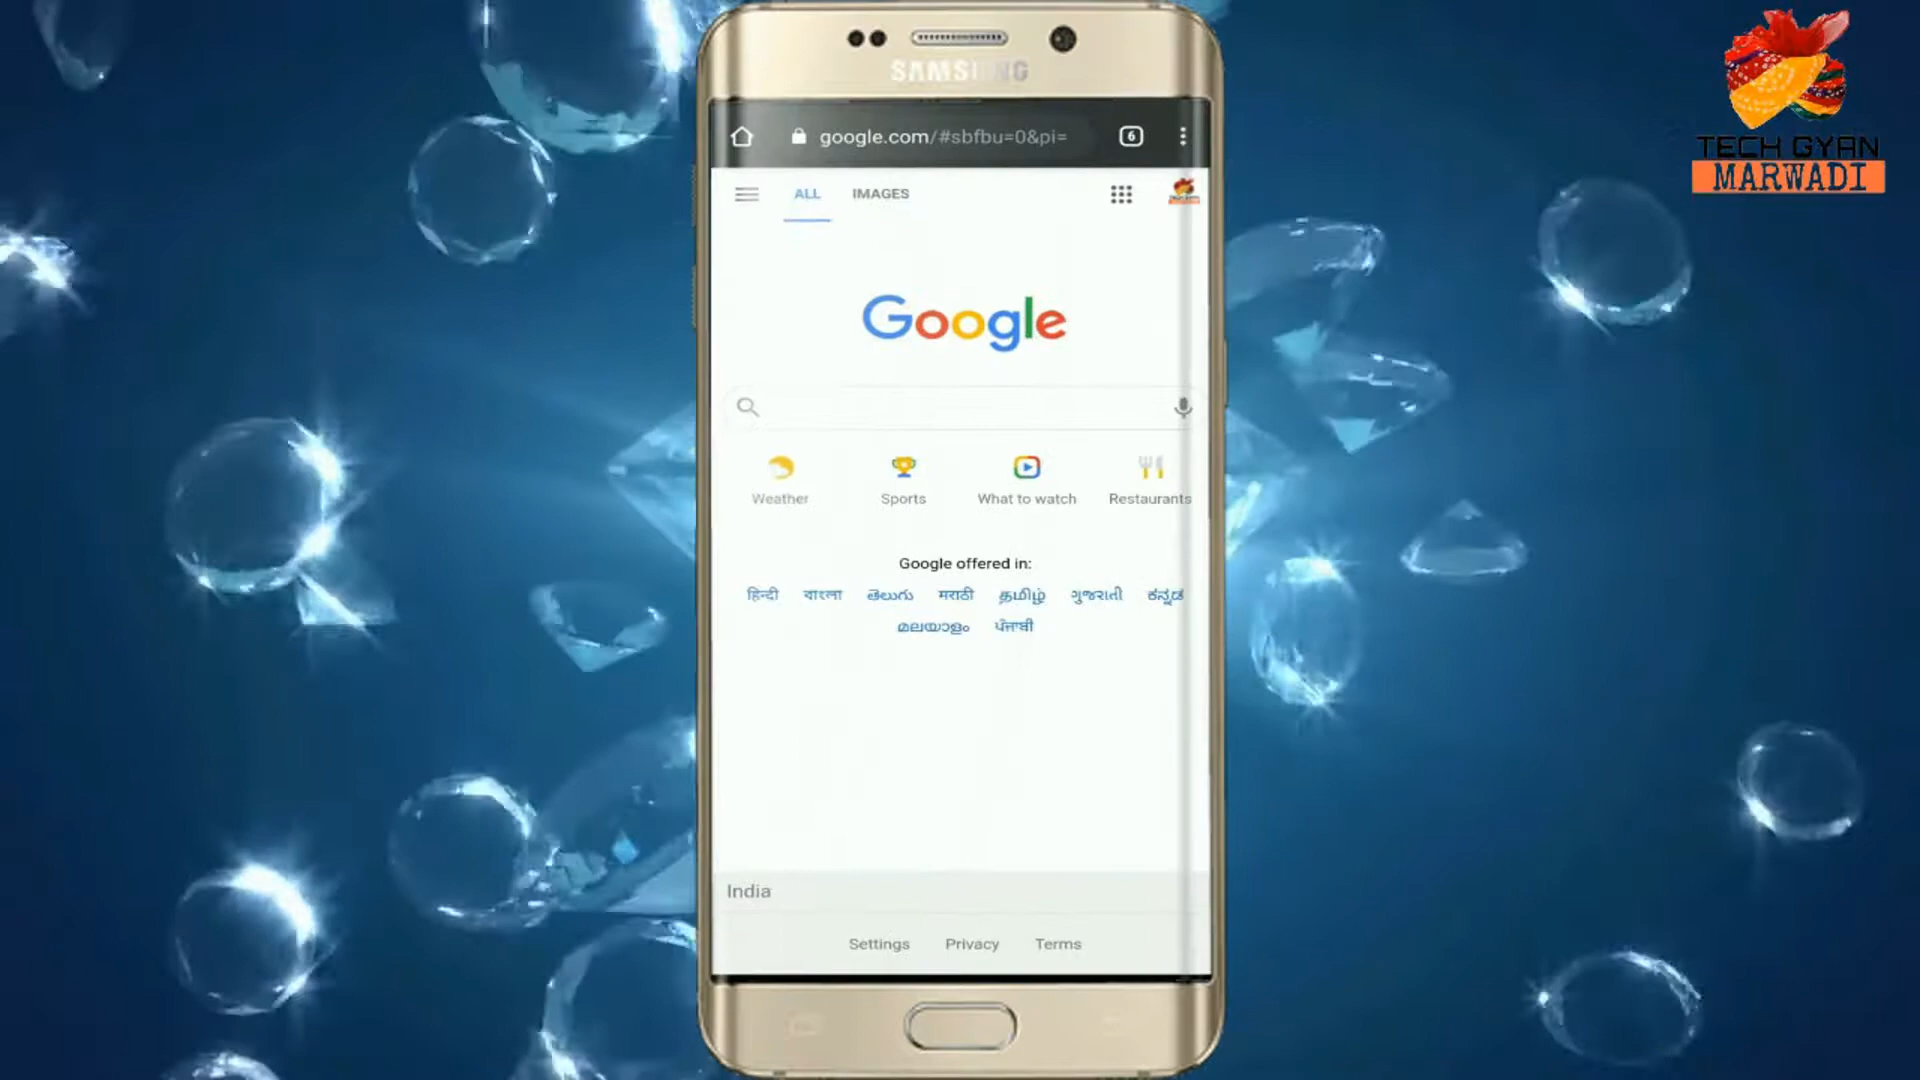 SAMSUNG
google.com/#sbfbu=0&pi=
6
ALL IMAGES
Google
Weather Sports What to watch Restaurants
Google offered in:
हिन्दी বাংলা తెలుగు मराठी தமிழ் ગુજરાતી ಕನ್ನಡ
മലയാളം ਪੰਜਾਬੀ
India
Settings Privacy Terms
TECH GYAN
MARWADI